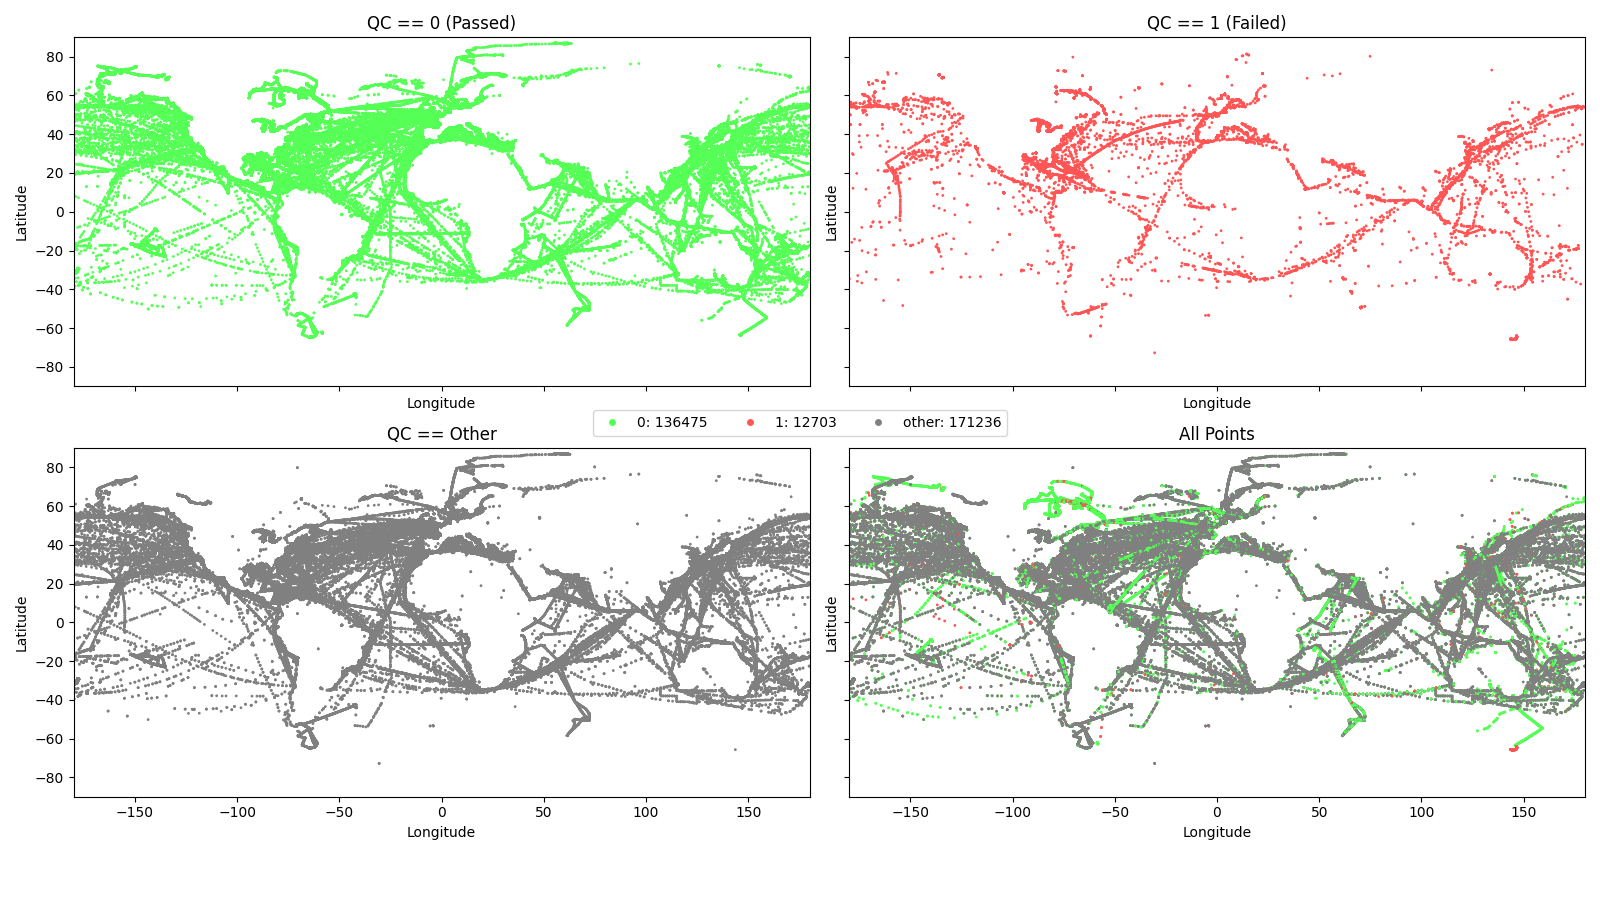 QC == 0 (Passed)
QC == 1 (Failed)
80
60
40
20
0
−20
−40
−60
−80
Latitude
Latitude
Longitude
Longitude
0: 136475 1: 12703 other: 171236
QC == Other
All Points
80
60
40
20
0
−20
−40
−60
−80
Latitude
Latitude
−150 −100 −50 0 50 100 150
−150 −100 −50 0 50 100 150
Longitude
Longitude